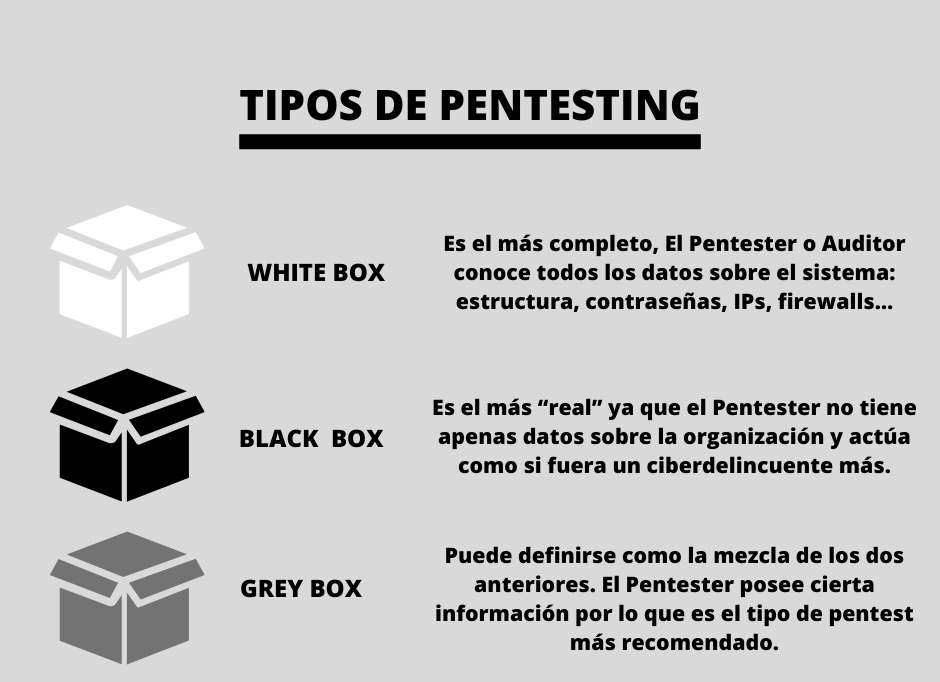 TIPOS DE PENTESTING
WHITE BOX
Es el más completo, El Pentester o Auditor
conoce todos los datos sobre el sistema:
estructura, contraseñas, IPs, firewalls...
BLACK  BOX
Es el más “real” ya que el Pentester no tiene
apenas datos sobre la organización y actúa
como si fuera un ciberdelincuente más.
GREY BOX
Puede definirse como la mezcla de los dos
anteriores. El Pentester posee cierta
información por lo que es el tipo de pentest
más recomendado.